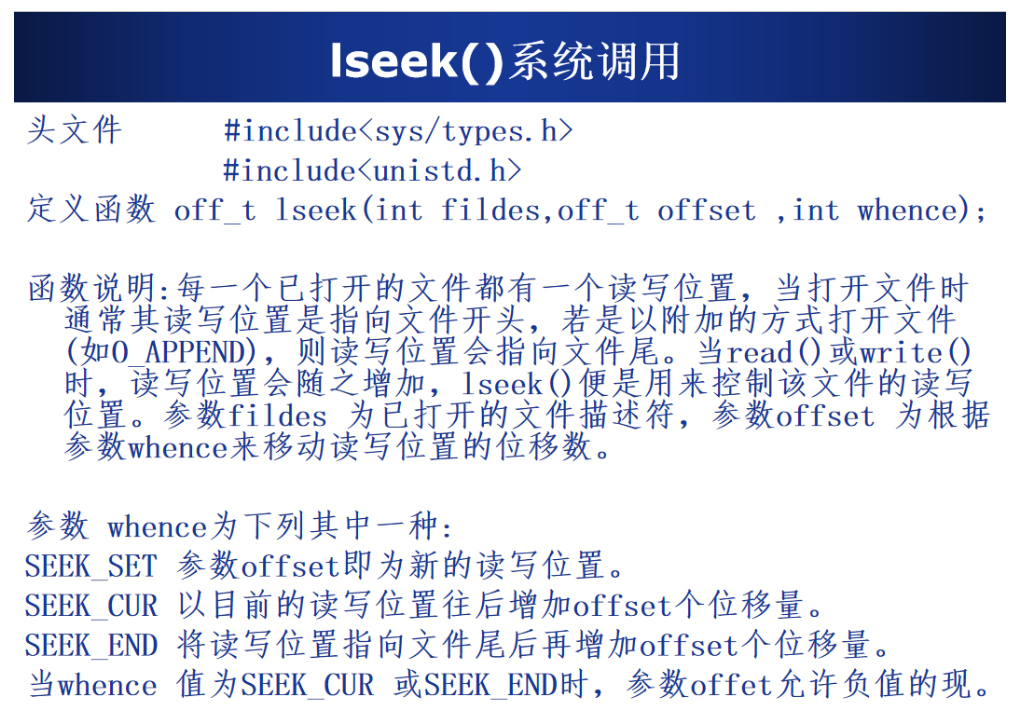 lseek()系统调用
头文件 #include<sys/types.h>
#include<unistd.h>
定义函数 off_t lseek(int fildes,off_t offset ,int whence);
函数说明:每一个已打开的文件都有一个读写位置，当打开文件时
通常其读写位置是指向文件开头，若是以附加的方式打开文件
(如O_APPEND)，则读写位置会指向文件尾。当read()或write()
时，读写位置会随之增加，lseek()便是用来控制该文件的读写
位置。参数fildes 为已打开的文件描述符，参数offset 为根据
参数whence来移动读写位置的位移数。
参数 whence为下列其中一种:
SEEK_SET 参数offset即为新的读写位置。
SEEK_CUR 以目前的读写位置往后增加offset个位移量。
SEEK_END 将读写位置指向文件尾后再增加offset个位移量。
当whence 值为SEEK_CUR 或SEEK_END时，参数offet允许负值的现。